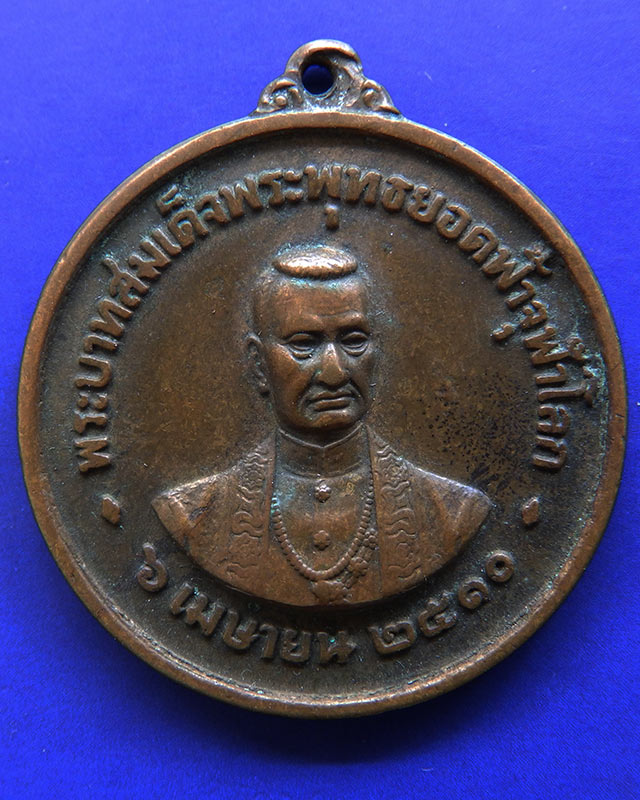 พระบาทสมเด็จพระพุทธยอดฟ้าจุฬาโลก
๖ เมษายน ๒๕๑๐